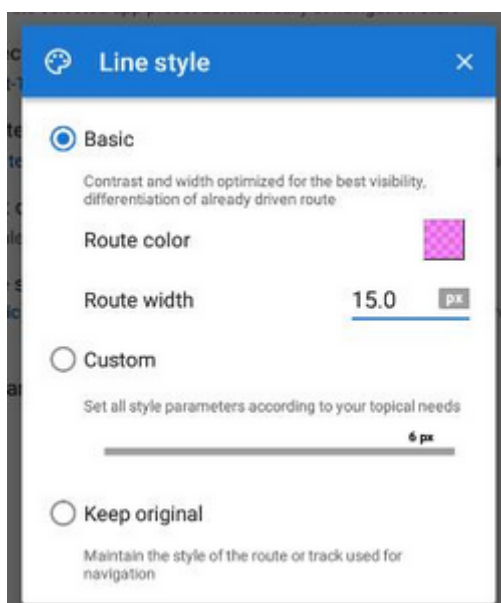 Line style
Basic
Contrast and width optimized for the best visibility,
differentiation of already driven route
Route color
Route width 15.0 px
Custom
Set all style parameters according to your topical needs
6 px
Keep original
Maintain the style of the route or track used for
navigation